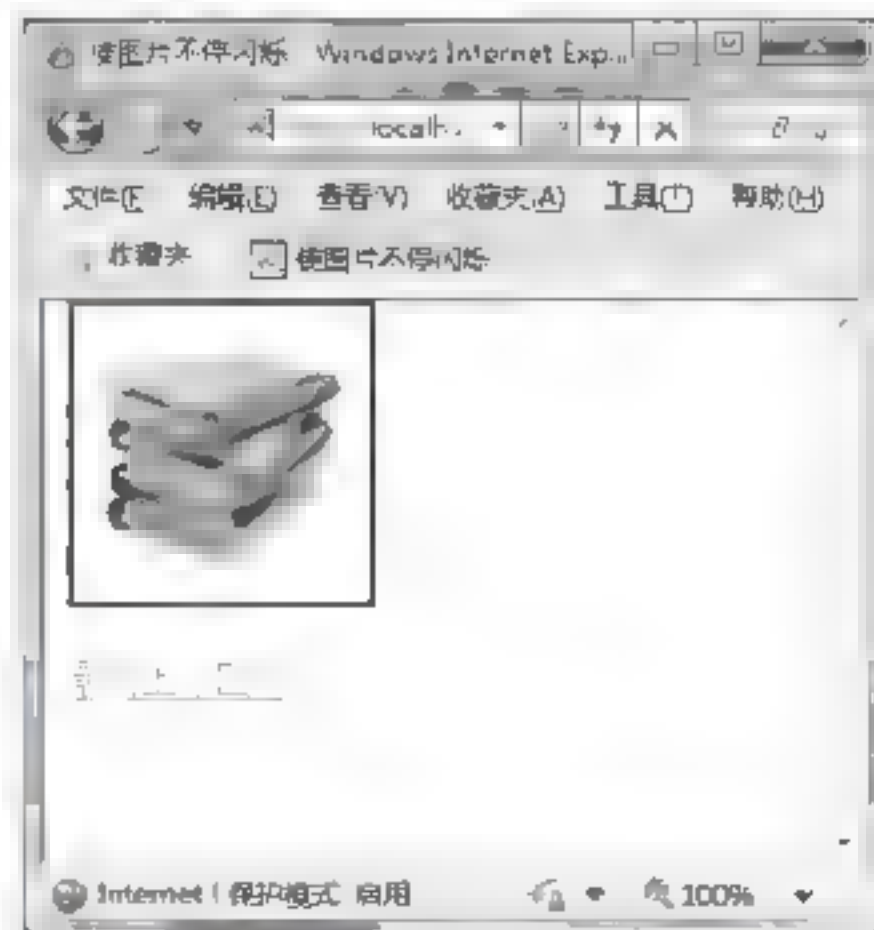 使图片不停闪烁 Windows Internet Exp...
localh..
文件(F 编辑(E) 查看(V) 收藏夹(A) 工具(T) 帮助(H)
收藏夹 使图片不停闪烁
Internet | 保护模式 启用 100%